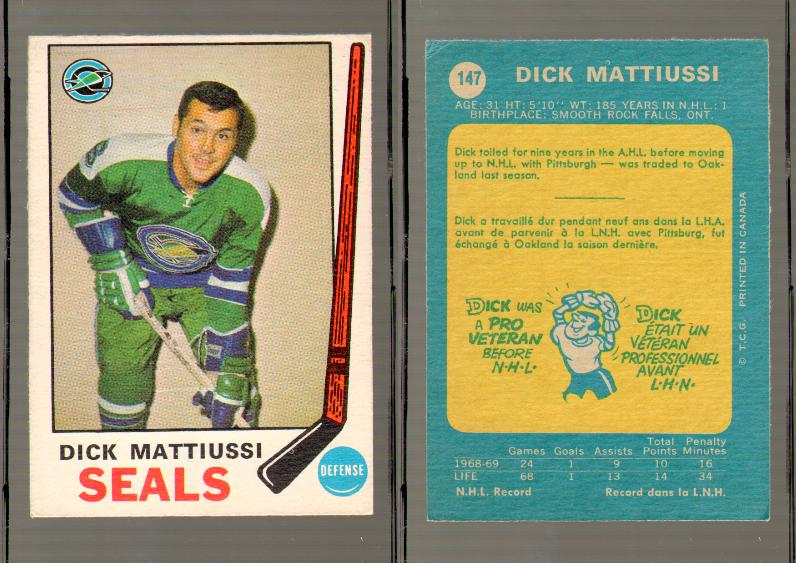 DICK MATTIUSSI
SEALS
DEFENSE
147
DICK MATTIUSSI
AGE: 31 HT: 5'10" WT: 185 YEARS IN N.H.L.: 1
BIRTHPLACE: SMOOTH ROCK FALLS, ONT.
Dick toiled for nine years in the A.H.L. before moving
up to N.H.L. with Pittsburgh — was traded to Oak-
land last season.
Dick a travaillé dur pendant neuf ans dans la L.H.A.
avant de parvenir à la L.N.H. avec Pittsburg, fut
échangé à Oakland la saison dernière.
DICK WAS
A PRO
VETERAN
BEFORE
N·H·L·
DICK
ÉTAIT UN
VÉTÉRAN
PROFESSIONNEL
AVANT
L·H·N·
© T.C.G. PRINTED IN CANADA
Total Penalty
Games Goals Assists Points Minutes
1968-69 24 1 9 10 16
LIFE 68 1 13 14 34
N.H.L. Record Record dans la L.N.H.